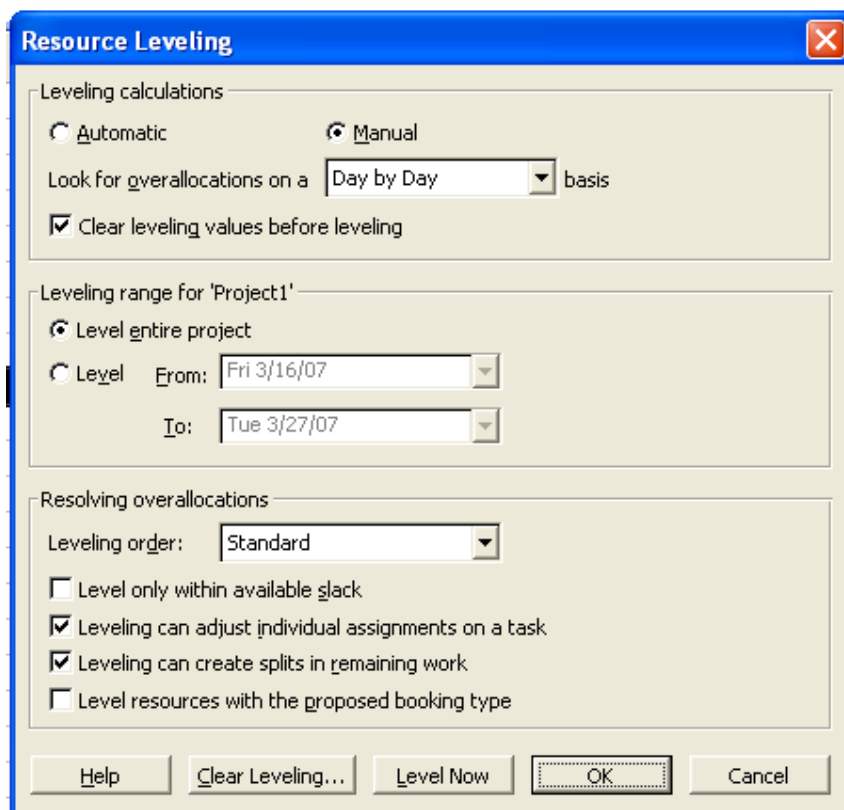 Resource Leveling
Leveling calculations
Automatic Manual
Look for overallocations on a Day by Day basis
Clear leveling values before leveling
Leveling range for 'Project1'
Level entire project
Level From: Fri 3/16/07
To: Tue 3/27/07
Resolving overallocations
Leveling order: Standard
Level only within available slack
Leveling can adjust individual assignments on a task
Leveling can create splits in remaining work
Level resources with the proposed booking type
Help Clear Leveling... Level Now OK Cancel